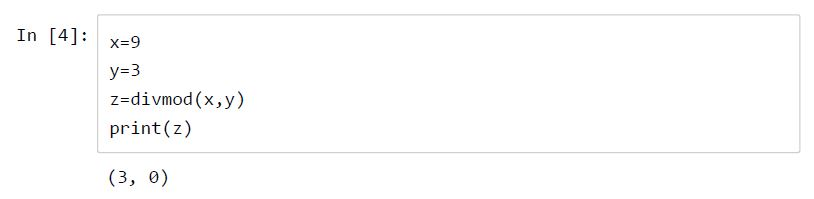 In [4]:
x=9
y=3
z=divmod(x,y)
print(z)
(3, 0)